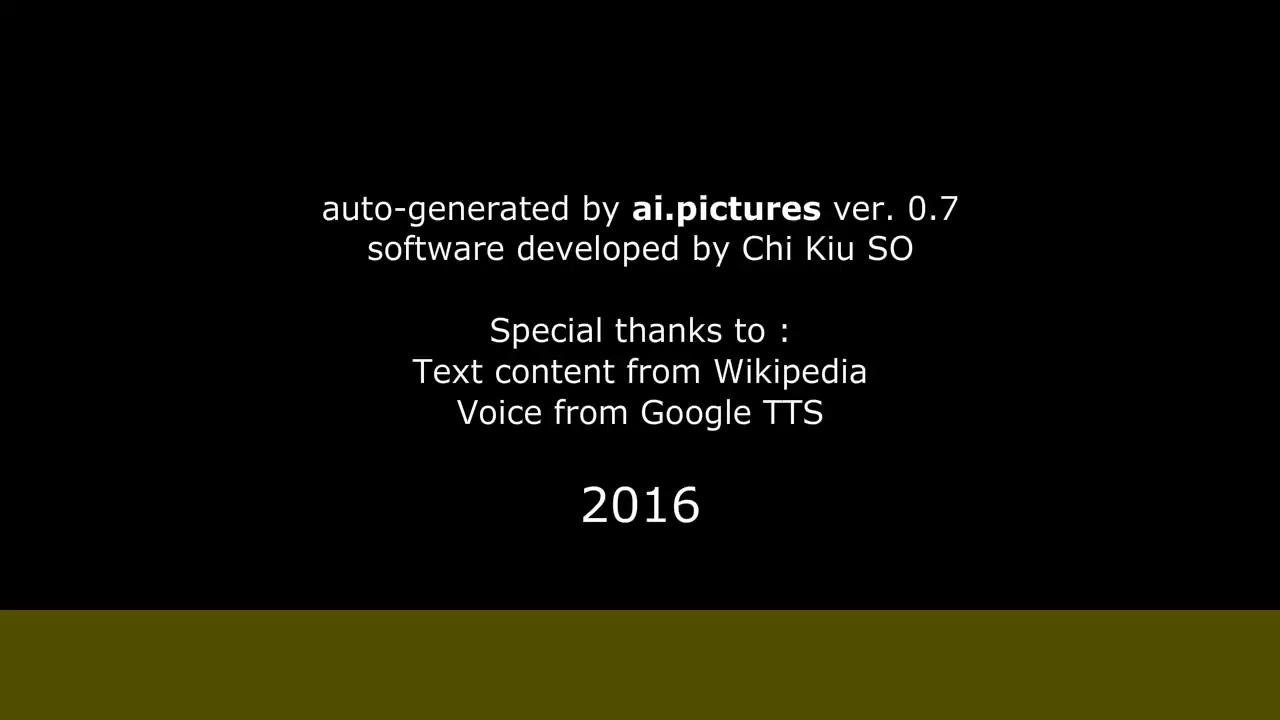 auto-generated by ai.pictures ver. 0.7
software developed by Chi Kiu SO
Special thanks to :
Text content from Wikipedia
Voice from Google TTS
2016